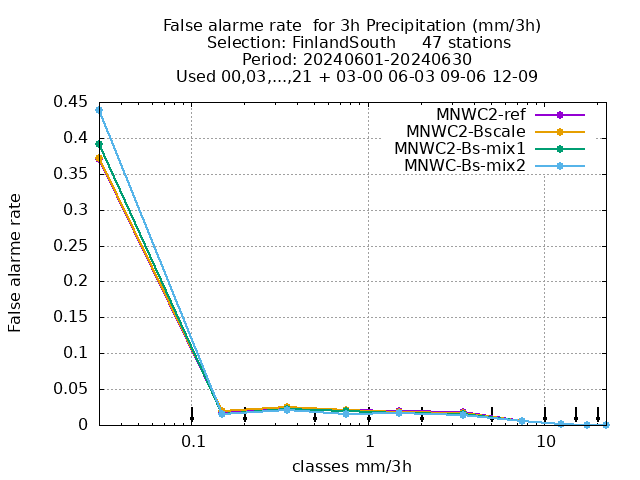 False alarme rate  for 3h Precipitation (mm/3h)
Selection: FinlandSouth     47 stations
Period: 20240601-20240630
Used 00,03,...,21 + 03-00 06-03 09-06 12-09
MNWC2-ref
MNWC2-Bscale
MNWC2-Bs-mix1
MNWC-Bs-mix2
False alarme rate
0.45
0.4
0.35
0.3
0.25
0.2
0.15
0.1
0.05
0
0.1 1 10
classes mm/3h